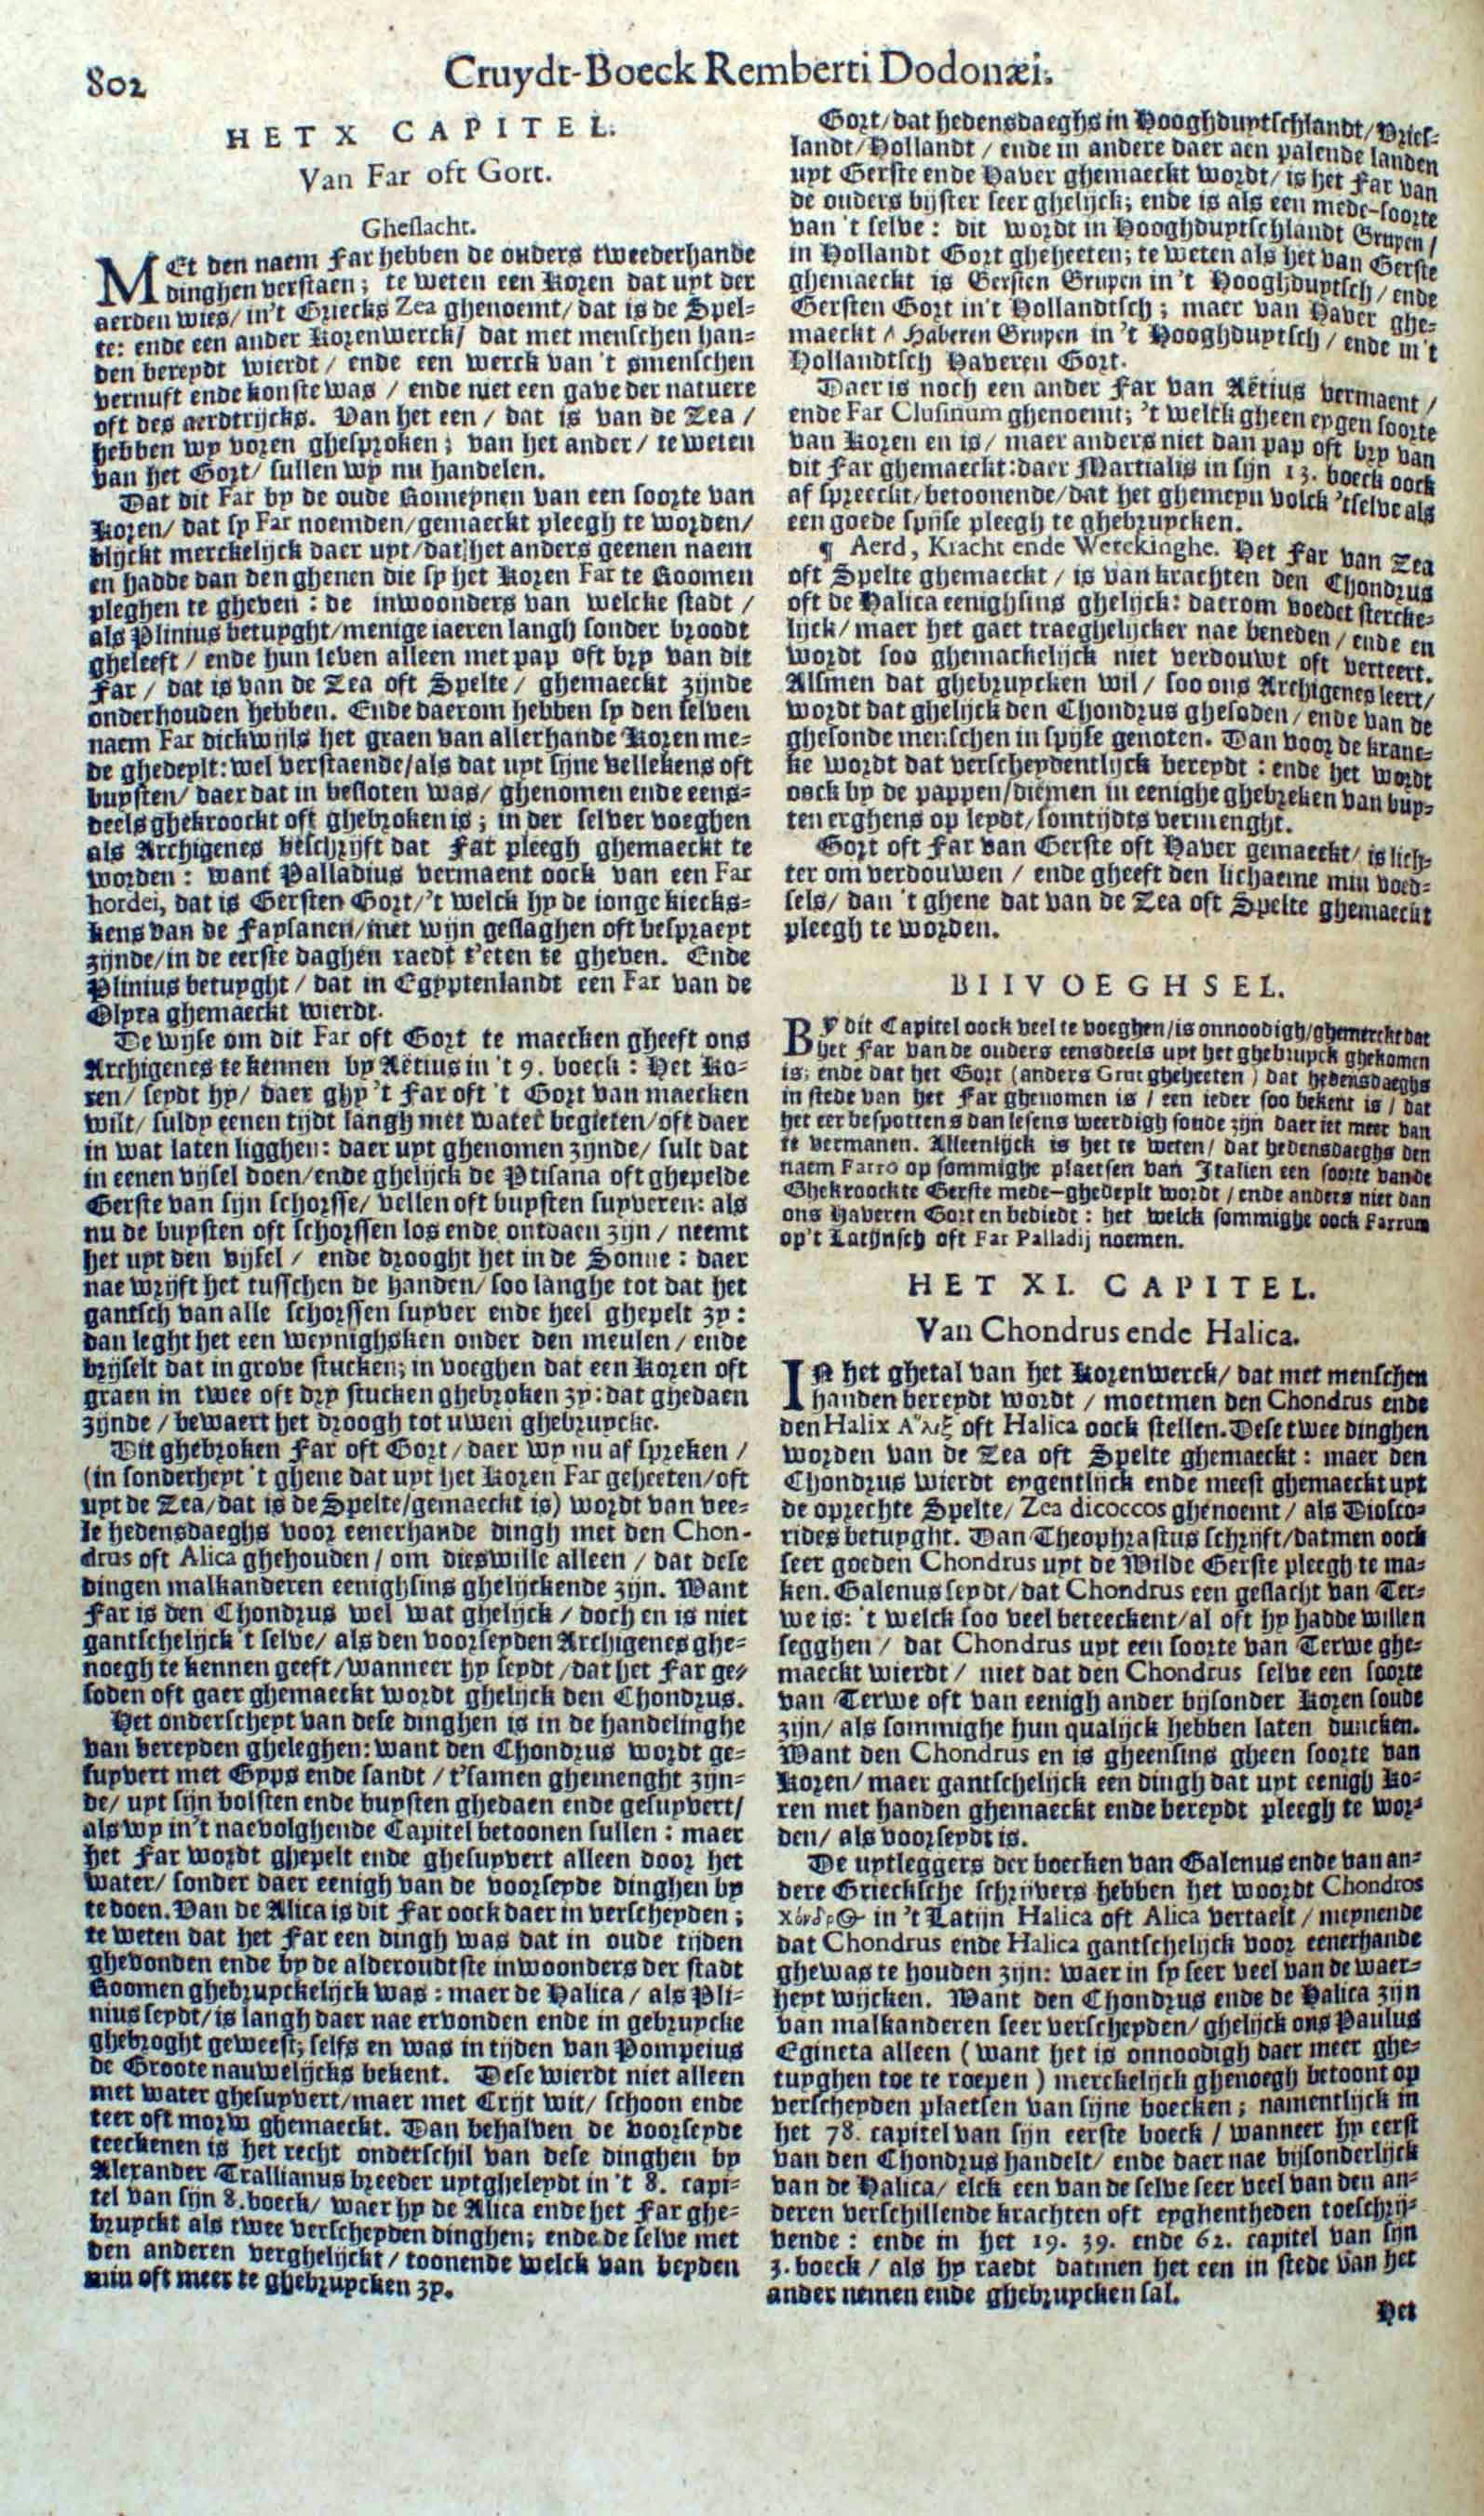 802
Cruydt-Boeck Remberti Dodonæi.
HET X CAPITEL.
Van Far oft Gort.
Gheslacht.
MEt den naem Far hebben de ouders tweederhande
dinghen verstaen; te weten een Koren dat uyt der
aerden wies/ in't Griecks Zea ghenoemt/ dat is de Spel-
te: ende een ander Korenwerck/ dat met menschen han-
den bereydt wierdt / ende een werck van 't smenschen
vernuft ende konste was / ende niet een gave der natuere
oft des aerdtrijcks. Van het een / dat is van de Zea /
hebben wy voren ghesproken; van het ander/ te weten
van het Gort/ sullen wy nu handelen.
Dat dit Far by de oude Romeynen van een soorte van
Koren/ dat sy Far noemden/gemaeckt pleegh te worden/
blijckt merckelijck daer uyt/dat het anders geenen naem
en hadde dan den ghenen die sy het Koren Far te Roomen
pleghen te gheven : de inwoonders van welcke stadt /
als Plinius betuyght/menige iaeren langh sonder broodt
gheleeft / ende hun leven alleen met pap oft bry van dit
Far / dat is van de Zea oft Spelte / ghemaeckt zijnde
onderhouden hebben. Ende daerom hebben sy den selven
naem Far dickwijls het graen van allerhande Koren me-
de ghedeylt: wel verstaende/als dat uyt sijne vellekens oft
buysten/ daer dat in besloten was/ ghenomen ende eens-
deels ghekroockt oft ghebroken is; in der selver voeghen
als Archigenes beschrijft dat Far pleegh ghemaeckt te
worden : want Palladius vermaent oock van een Far
hordei, dat is Gersten Gort/'t welck hy de ionge kiecks-
kens van de Faysanen/met wijn geslaghen oft bespraeyt
zijnde/in de eerste daghen raedt t'eten te gheven. Ende
Plinius betuyght / dat in Egyptenlandt een Far van de
Olyra ghemaeckt wierdt.
De wijse om dit Far oft Gort te maecken gheeft ons
Archigenes te kennen by Aëtius in 't 9. boeck : Het Ko-
ren/ seydt hy/ daer ghy 't Far oft 't Gort van maecken
wilt/ suldy eenen tijdt langh met water begieten/oft daer
in wat laten ligghen: daer uyt ghenomen zynde/ sult dat
in eenen vijsel doen/ende ghelijck de Ptisana oft ghepelde
Gerste van sijn schorsse/ vellen oft buysten suyveren: als
nu de buysten oft schorssen los ende ontdaen zijn / neemt
het uyt den vijsel / ende drooght het in de Sonne : daer
nae wrijft het tusschen de handen/ soo langhe tot dat het
gantsch van alle schorssen suyver ende heel ghepelt zy:
dan leght het een weynighsken onder den meulen / ende
brijselt dat in grove stucken; in voeghen dat een Koren oft
graen in twee oft dry stucken ghebroken zy: dat ghedaen
zijnde / bewaert het droogh tot uwen ghebruycke.
Dit ghebroken Far oft Gort / daer wy nu af spreken /
(in sonderheyt 't ghene dat uyt het Koren Far geheeten/oft
uyt de Zea/dat is de Spelte/gemaeckt is) wordt van vee-
le hedensdaeghs voor eenerhande dingh met den Chon-
drus oft Alica ghehouden / om dieswille alleen / dat dese
dingen malkanderen eenighsins ghelijckende zijn. Want
Far is den Chondrus wel wat ghelijck / doch en is niet
gantschelijck 't selve/ als den voorseyden Archigenes ghe-
noegh te kennen geeft /wanneer hy seydt /dat het Far ge-
soden oft gaer ghemaeckt wordt ghelijck den Chondrus.
Het onderscheyt van dese dinghen is in de handelinghe
van bereyden gheleghen: want den Chondrus wordt ge-
suyvert met Gyps ende sandt / t'samen ghemenght zijn-
de/ uyt sijn bolsten ende buysten ghedaen ende gesuyvert/
als wy in't naevolghende Capitel betoonen sullen : maer
het Far wordt ghepelt ende ghesuyvert alleen door het
water/ sonder daer eenigh van de voorseyde dinghen by
te doen. Van de Alica is dit Far oock daer in verscheyden ;
te weten dat het Far een dingh was dat in oude tijden
ghevonden ende by de alderoudtste inwoonders der stadt
Roomen ghebruyckelijck was : maer de Halica / als Pli-
nius seydt/ is langh daer nae ervonden ende in gebruycke
ghebroght geweest; selfs en was in tijden van Pompeius
de Groote nauwelijcks bekent. Dese wierdt niet alleen
met water ghesuyvert/maer met Crijt wit/ schoon ende
teer oft morw ghemaeckt. Dan behalven de voorseyde
teeckenen is het recht onderschil van dese dinghen by
Alexander Trallianus breeder uytgheleydt in 't 8. capi-
tel van sijn 8. boeck/ waer hy de Alica ende het Far ghe-
bruyckt als twee verscheyden dinghen; ende de selve met
den anderen verghelijckt / toonende welck van beyden
min oft meer te ghebruycken zy.
Gort/dat hedensdaeghs in Hooghduytschlandt/Vries-
landt/Hollandt / ende in andere daer aen palende landen
uyt Gerste ende Haver ghemaeckt wordt/ is het Far van
de ouders bijster seer ghelijck; ende is als een mede-soorte
van 't selve: dit wordt in Hooghduytschlandt Grupen/
in Hollandt Gort gheheeten; te weten als het van Gerste
ghemaeckt is Gersten Grupen in 't Hooghduytsch / ende
Gersten Gort in't Hollandtsch ; maer van Haver ghe-
maeckt / Haberen Grupen in 't Hooghduytsch / ende in 't
Hollandtsch Haveren Gort.
Daer is noch een ander Far van Aëtius vermaent /
ende Far Clusinum ghenoemt; 't welck gheen eygen soorte
van Koren en is/ maer anders niet dan pap oft bry van
dit Far ghemaeckt: daer Martialis in sijn 13. boeck oock
af spreeckt/ betoonende/dat het ghemeyn volck 'tselve als
een goede spijse pleegh te ghebruycken.
¶ Aerd, Kracht ende Werckinghe. Het Far van Zea
oft Spelte ghemaeckt / is van krachten den Chondrus
oft de Halica eenighsins ghelijck: daerom voedet stercke-
lijck/ maer het gaet traeghelijcker nae beneden / ende en
wordt soo ghemackelijck niet verdouwt oft verteert.
Alsmen dat ghebruycken wil / soo ons Archigenes leert/
wordt dat ghelijck den Chondrus ghesoden / ende van de
ghesonde menschen in spijse genoten. Dan voor de kranc-
ke wordt dat verscheydentlijck bereydt : ende het wordt
oock by de pappen/diemen in eenighe ghebreken van buy-
ten erghens op leydt/ somtijdts vermenght.
Gort oft Far van Gerste oft Haver gemaeckt/ is lich-
ter om verdouwen / ende gheeft den lichaeme min voed-
sels/ dan 't ghene dat van de Zea oft Spelte ghemaeckt
pleegh te worden.
BIIVOEGHSEL.
BY dit Capitel oock veel te voeghen/is onnoodigh/ghemerckt dat
het Far van de ouders eensdeels uyt het ghebruyck ghekomen
is; ende dat het Gort (anders Grut gheheeten ) dat hedensdaeghs
in stede van het Far ghenomen is / een ieder soo bekent is / dat
het eer bespottens dan lesens weerdigh soude zijn daer iet meer van
te vermanen. Alleenlijck is het te weten/ dat hedensdaeghs den
naem Farro op sommighe plaetsen van Italien een soorte vande
Ghekroockte Gerste mede-ghedeylt wordt / ende anders niet dan
ons Haveren Gort en bediedt : het welck sommighe oock Farrum
op't Latijnsch oft Far Palladij noemen.
HET XI. CAPITEL.
Van Chondrus ende Halica.
IN het ghetal van het Korenwerck/ dat met menschen
handen bereydt wordt / moetmen den Chondrus ende
den Halix Ἄλιξ oft Halica oock stellen. Dese twee dinghen
worden van de Zea oft Spelte ghemaeckt : maer den
Chondrus wierdt eygentlijck ende meest ghemaeckt uyt
de oprechte Spelte/ Zea dicoccos ghenoemt / als Diosco-
rides betuyght. Dan Theophrastus schrijft/datmen oock
seer goeden Chondrus uyt de Wilde Gerste pleegh te ma-
ken. Galenus seydt/ dat Chondrus een geslacht van Ter-
we is: 't welck soo veel beteeckent/al oft hy hadde willen
segghen / dat Chondrus uyt een soorte van Terwe ghe-
maeckt wierdt / niet dat den Chondrus selve een soorte
van Terwe oft van eenigh ander bijsonder Koren soude
zijn/ als sommighe hun qualijck hebben laten duncken.
Want den Chondrus en is gheensins gheen soorte van
Koren/ maer gantschelijck een dingh dat uyt eenigh Ko-
ren met handen ghemaeckt ende bereydt pleegh te wor-
den/ als voorseydt is.
De uytleggers der boecken van Galenus ende van an-
dere Griecksche schrijvers hebben het woordt Chondros
χόνδρος in 't Latijn Halica oft Alica vertaelt / meynende
dat Chondrus ende Halica gantschelijck voor eenerhande
ghewas te houden zijn: waer in sy seer veel van de waer-
heyt wijcken. Want den Chondrus ende de Halica zijn
van malkanderen seer verscheyden/ ghelijck ons Paulus
Egineta alleen ( want het is onnoodigh daer meer ghe-
tuyghen toe te roepen ) merckelijck ghenoegh betoont op
verscheyden plaetsen van sijne boecken ; namentlijck in
het 78. capitel van sijn eerste boeck / wanneer hy eerst
van den Chondrus handelt/ ende daer nae bijsonderlijck
van de Halica/ elck een van de selve seer veel van den an-
deren verschillende krachten oft eyghentheden toeschrij-
vende : ende in het 19. 39. ende 62. capitel van sijn
3. boeck / als hy raedt datmen het een in stede van het
ander nemen ende ghebruycken sal.
Het